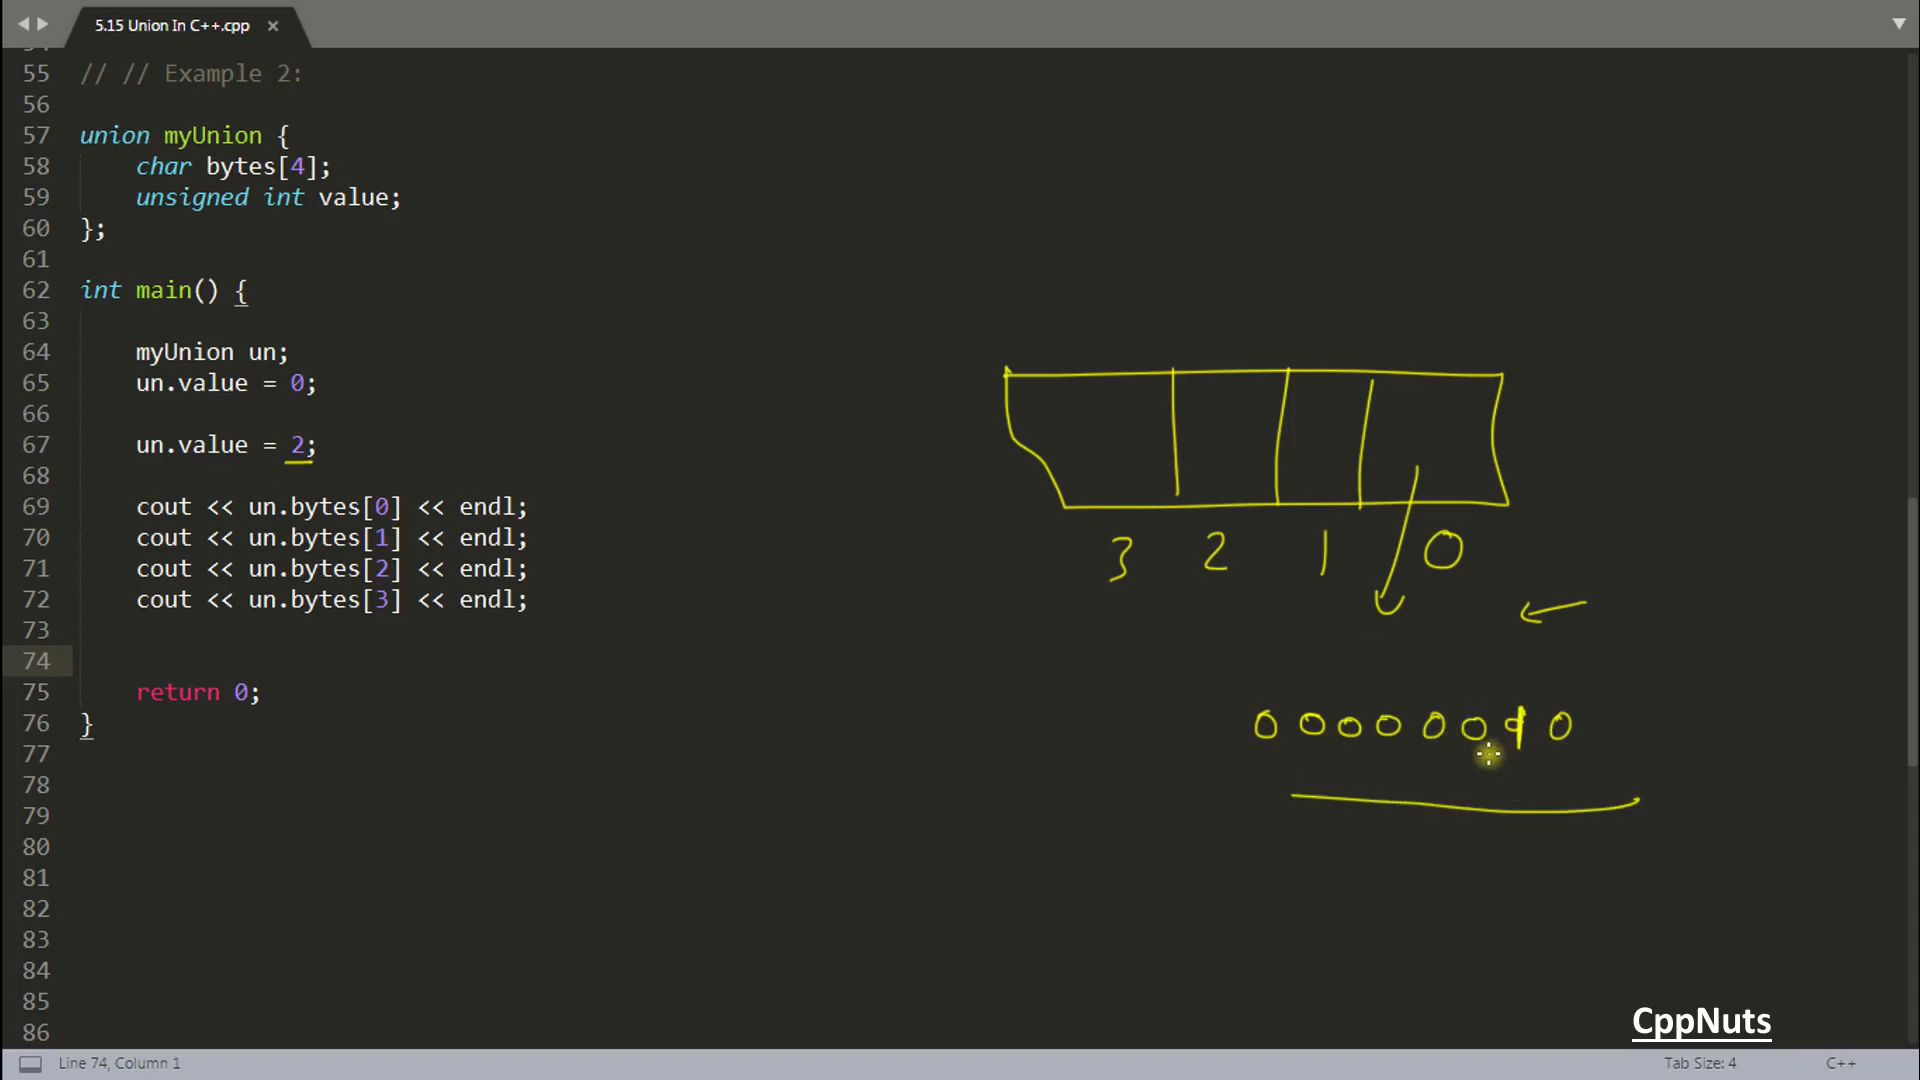 5.15 Union In C++.cpp ×
55 // // Example 2:
56
57 union myUnion {
58 char bytes[4];
59 unsigned int value;
60 };
61
62 int main() {
63
64 myUnion un;
65 un.value = 0;
66
67 un.value = 2;
68
69 cout << un.bytes[0] << endl;
70 cout << un.bytes[1] << endl;
71 cout << un.bytes[2] << endl;
72 cout << un.bytes[3] << endl;
73
74
75 return 0;
76 }
77
78
79
80
81
82
83
84
85
86
3 2 1 0
0 0 0 0 0 0 1 0
CppNuts
Line 74, Column 1 Tab Size: 4 C++